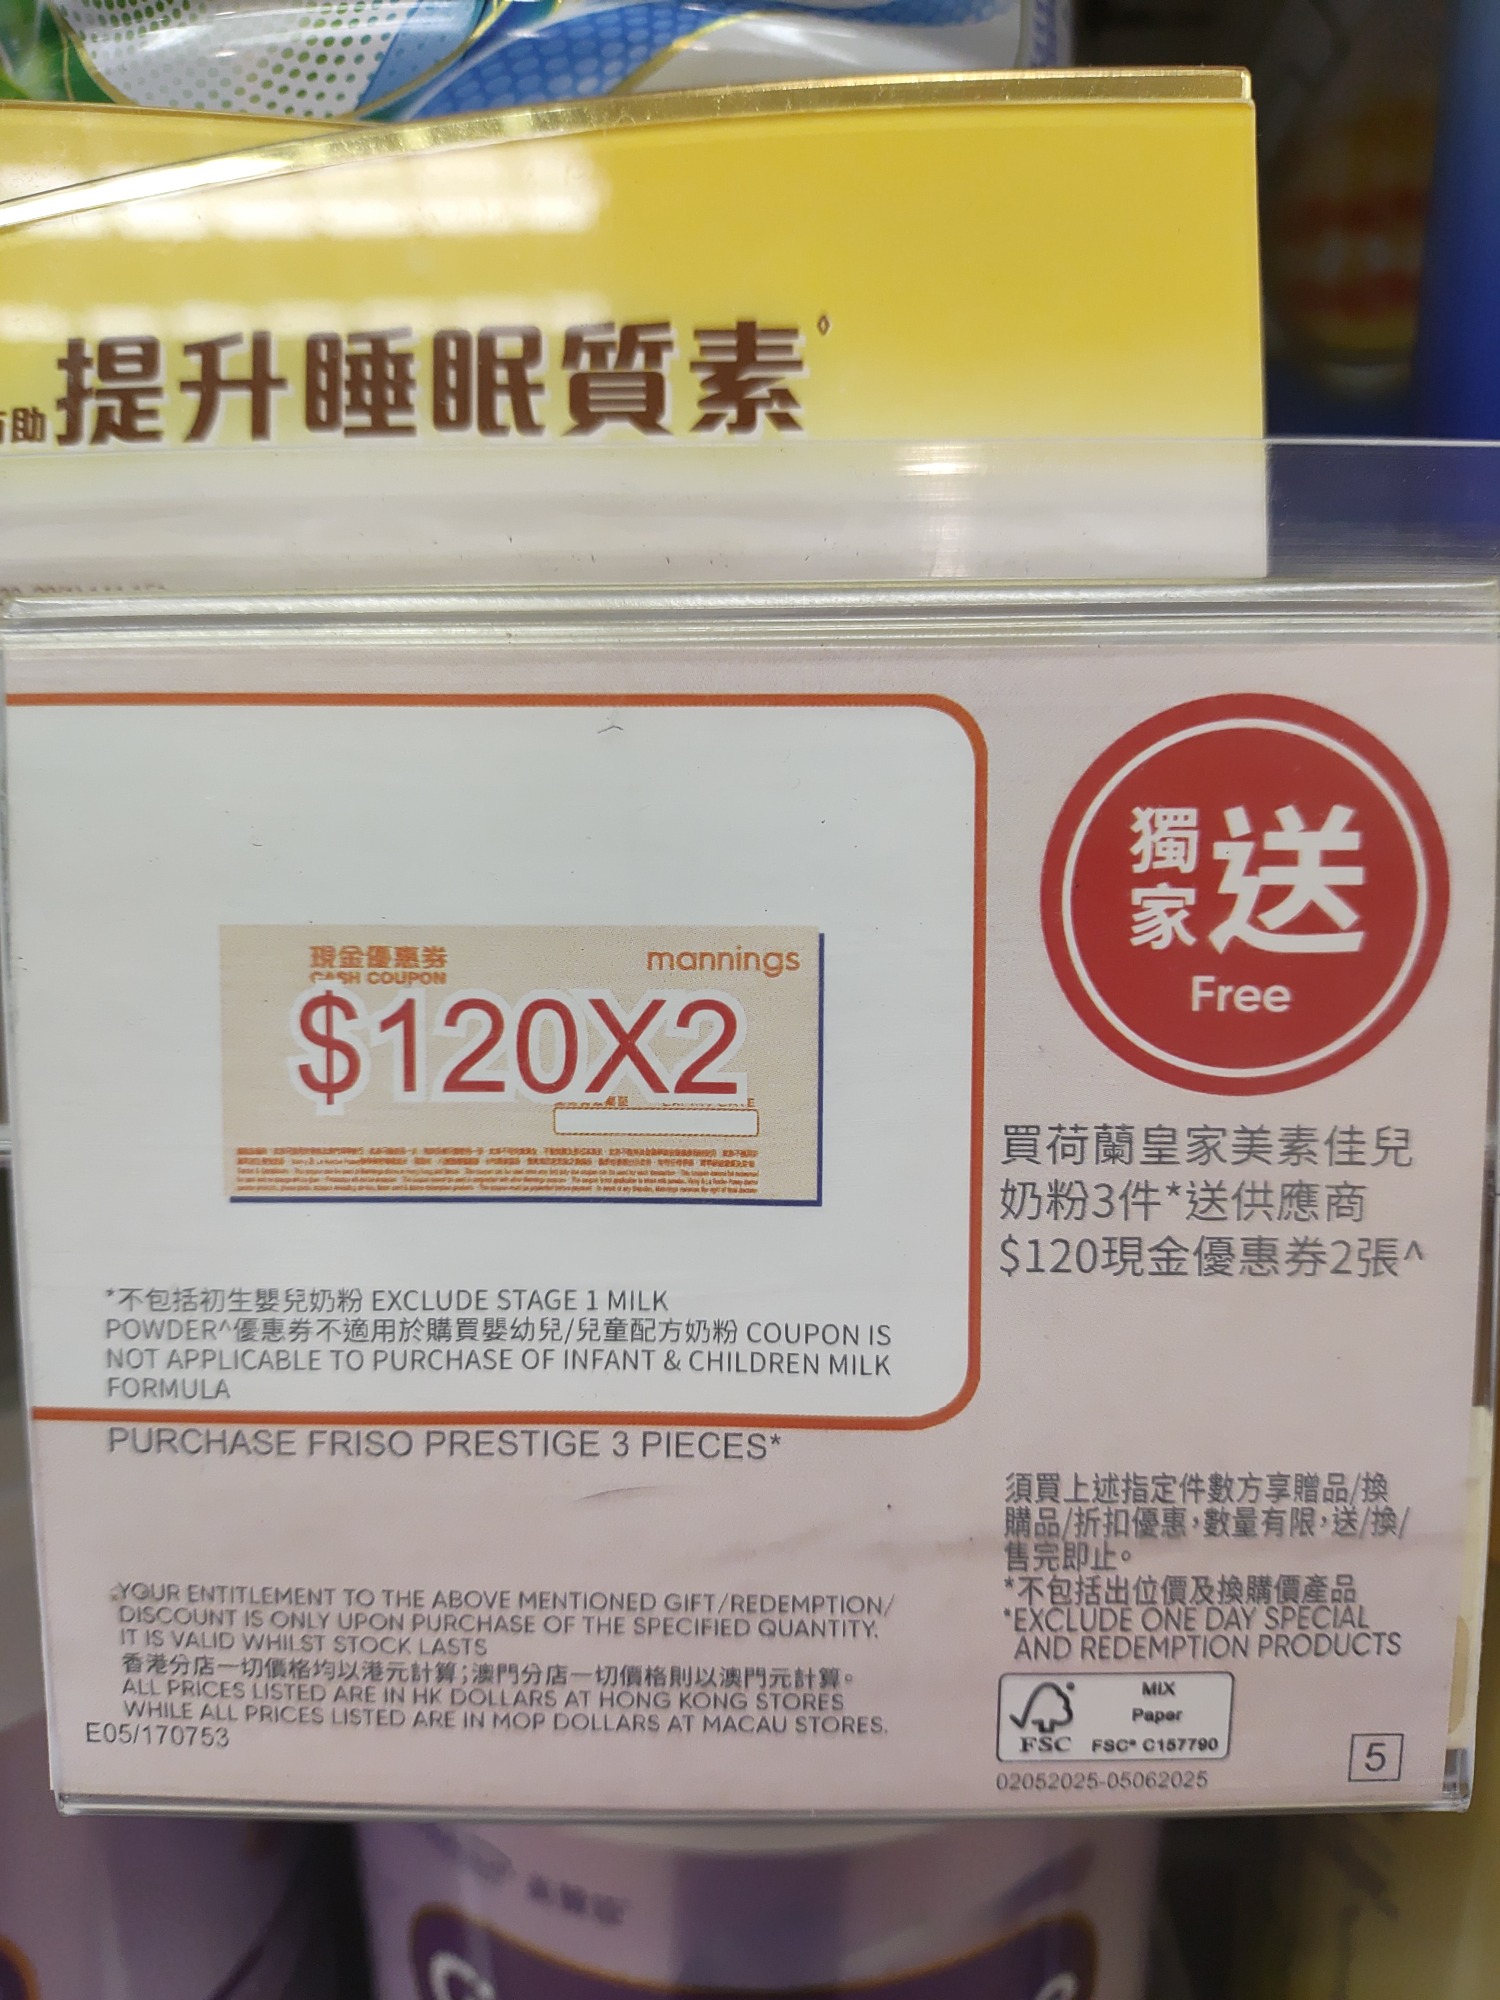 助提升睡眠質素◊
現金優惠券
CASH COUPON
mannings
$120X2
獨家送
Free
買荷蘭皇家美素佳兒
奶粉3件*送供應商
$120現金優惠券2張^
*不包括初生嬰兒奶粉 EXCLUDE STAGE 1 MILK
POWDER^優惠券不適用於購買嬰幼兒/兒童配方奶粉 COUPON IS
NOT APPLICABLE TO PURCHASE OF INFANT & CHILDREN MILK
FORMULA
PURCHASE FRISO PRESTIGE 3 PIECES*
YOUR ENTITLEMENT TO THE ABOVE MENTIONED GIFT/REDEMPTION/
DISCOUNT IS ONLY UPON PURCHASE OF THE SPECIFIED QUANTITY.
IT IS VALID WHILST STOCK LASTS
香港分店一切價格均以港元計算；澳門分店一切價格則以澳門元計算。
ALL PRICES LISTED ARE IN HK DOLLARS AT HONG KONG STORES
WHILE ALL PRICES LISTED ARE IN MOP DOLLARS AT MACAU STORES.
E05/170753
須買上述指定件數方享贈品/換
購品/折扣優惠，數量有限，送/換/
售完即止。
*不包括出位價及換購價產品
*EXCLUDE ONE DAY SPECIAL
AND REDEMPTION PRODUCTS
MIX
Paper
FSC
FSC® C157790
5
02052025-05062025